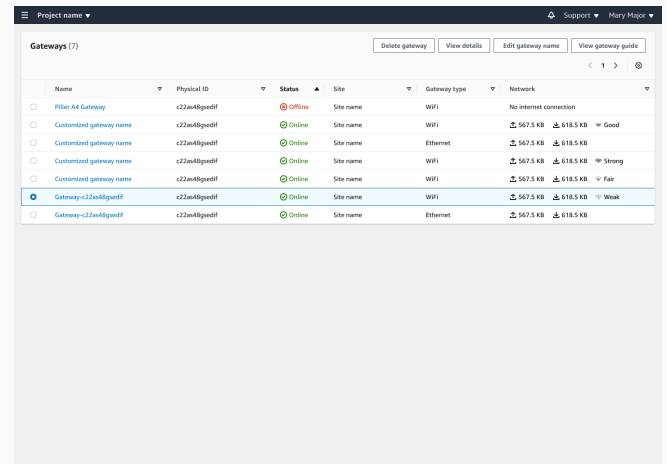 Project name Support Mary Major
Gateways (7) Delete gateway View details Edit gateway name View gateway guide
1
Name Physical ID Status Site Gateway type Network
Piller A4 Gateway c22as48gsedif Offline Site name WiFi No internet connection
Customized gateway name c22as48gsedif Online Site name WiFi 567.5 KB 618.5 KB Good
Customized gateway name c22as48gsedif Online Site name Ethernet 567.5 KB 618.5 KB
Customized gateway name c22as48gsedif Online Site name WiFi 567.5 KB 618.5 KB Strong
Customized gateway name c22as48gsedif Online Site name WiFi 567.5 KB 618.5 KB Fair
Gateway-c22as48gsedif c22as48gsedif Online Site name WiFi 567.5 KB 618.5 KB Weak
Gateway-c22as48gsedif c22as48gsedif Online Site name Ethernet 567.5 KB 618.5 KB